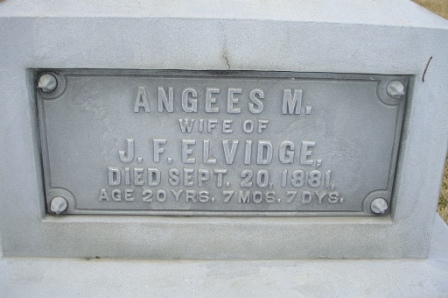 ANGEES M.
WIFE OF
J. F. ELVIDGE,
DIED SEPT. 20, 1881,
AGE 20 YRS. 7 MOS. 7 DYS.